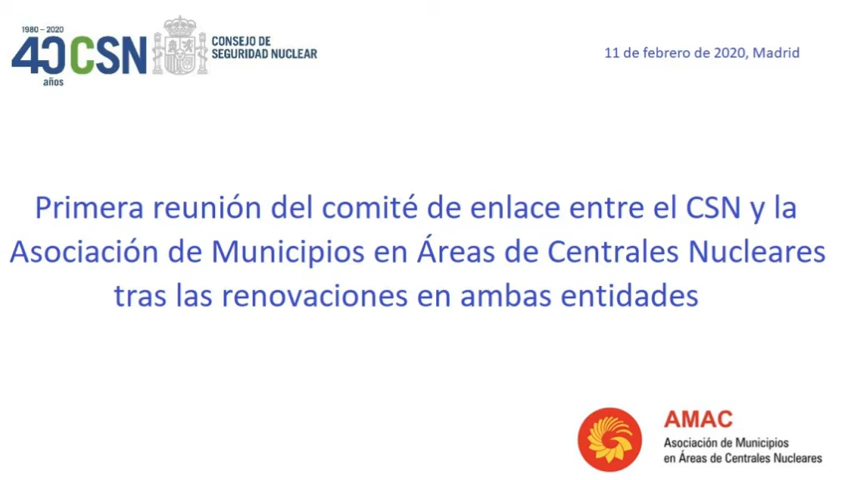 1980 - 2020
40 CSN
años
CONSEJO DE
SEGURIDAD NUCLEAR
11 de febrero de 2020, Madrid
Primera reunión del comité de enlace entre el CSN y la
Asociación de Municipios en Áreas de Centrales Nucleares
tras las renovaciones en ambas entidades
AMAC
Asociación de Municipios
en Áreas de Centrales Nucleares